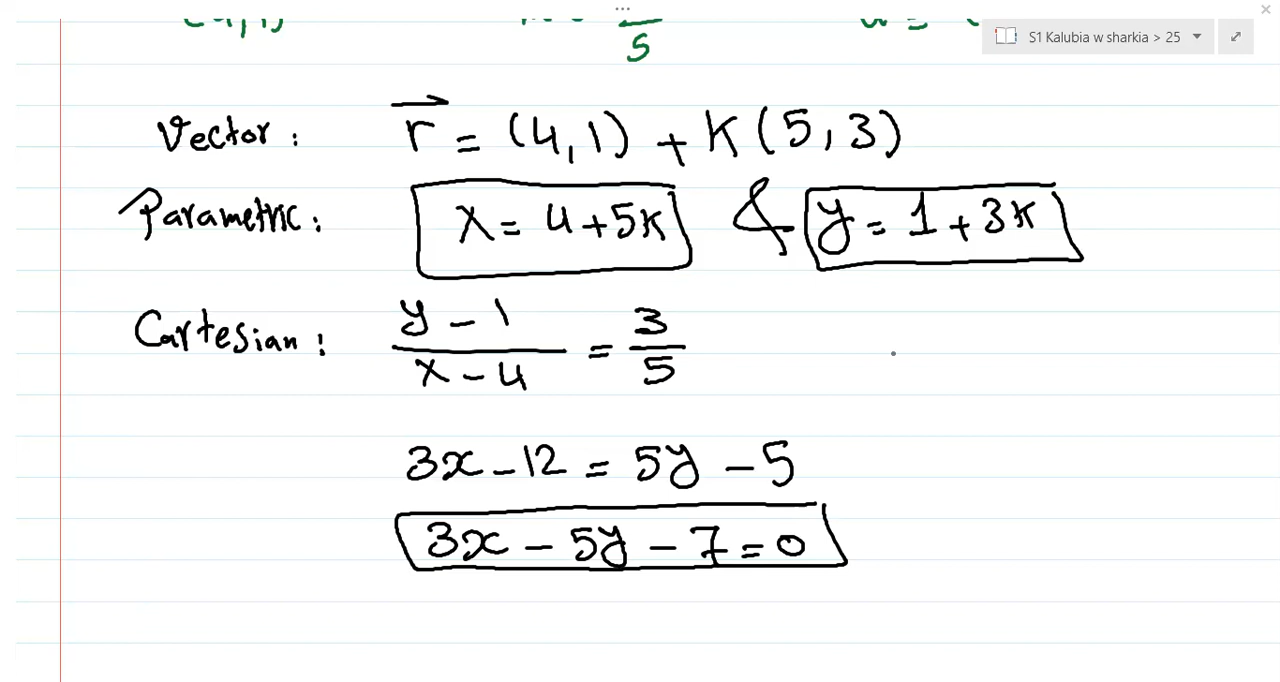 S1 Kalubia w sharkia > 25
5
Vector: r = (4,1) + K(5,3)
Parametric: x = 4+5K & y = 1+3K
Cartesian: y-1/x-4 = 3/5
3x-12 = 5y-5
3x-5y-7=0